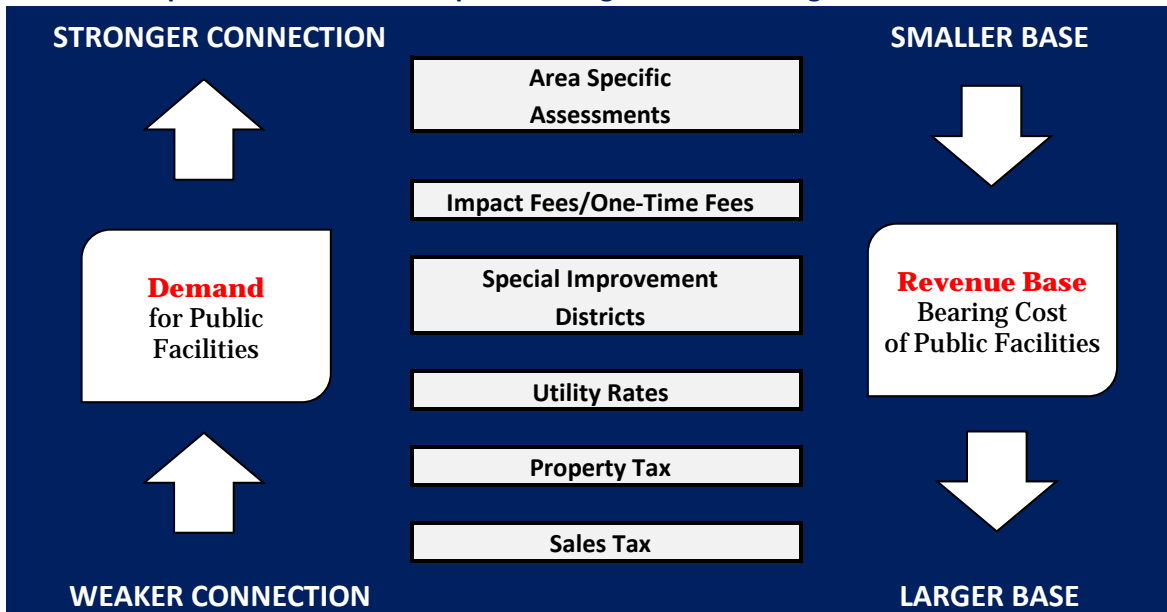 STRONGER CONNECTION
SMALLER BASE
Area Specific
Assessments
Impact Fees/One-Time Fees
Demand
for Public
Facilities
Special Improvement
Districts
Revenue Base
Bearing Cost
of Public Facilities
Utility Rates
Property Tax
Sales Tax
WEAKER CONNECTION
LARGER BASE